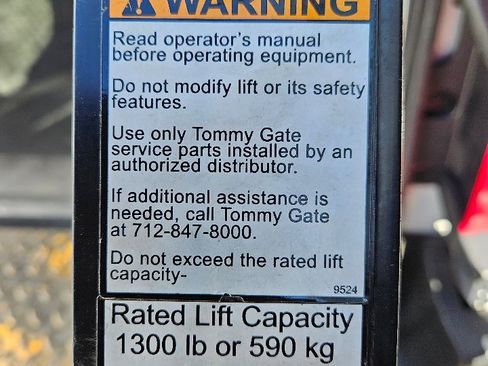 WARNING
Read operator's manual
before operating equipment.
Do not modify lift or its safety
features.
Use only Tommy Gate
service parts installed by an
authorized distributor.
If additional assistance is
needed, call Tommy Gate
at 712-847-8000.
Do not exceed the rated lift
capacity-
9524
Rated Lift Capacity
1300 lb or 590 kg